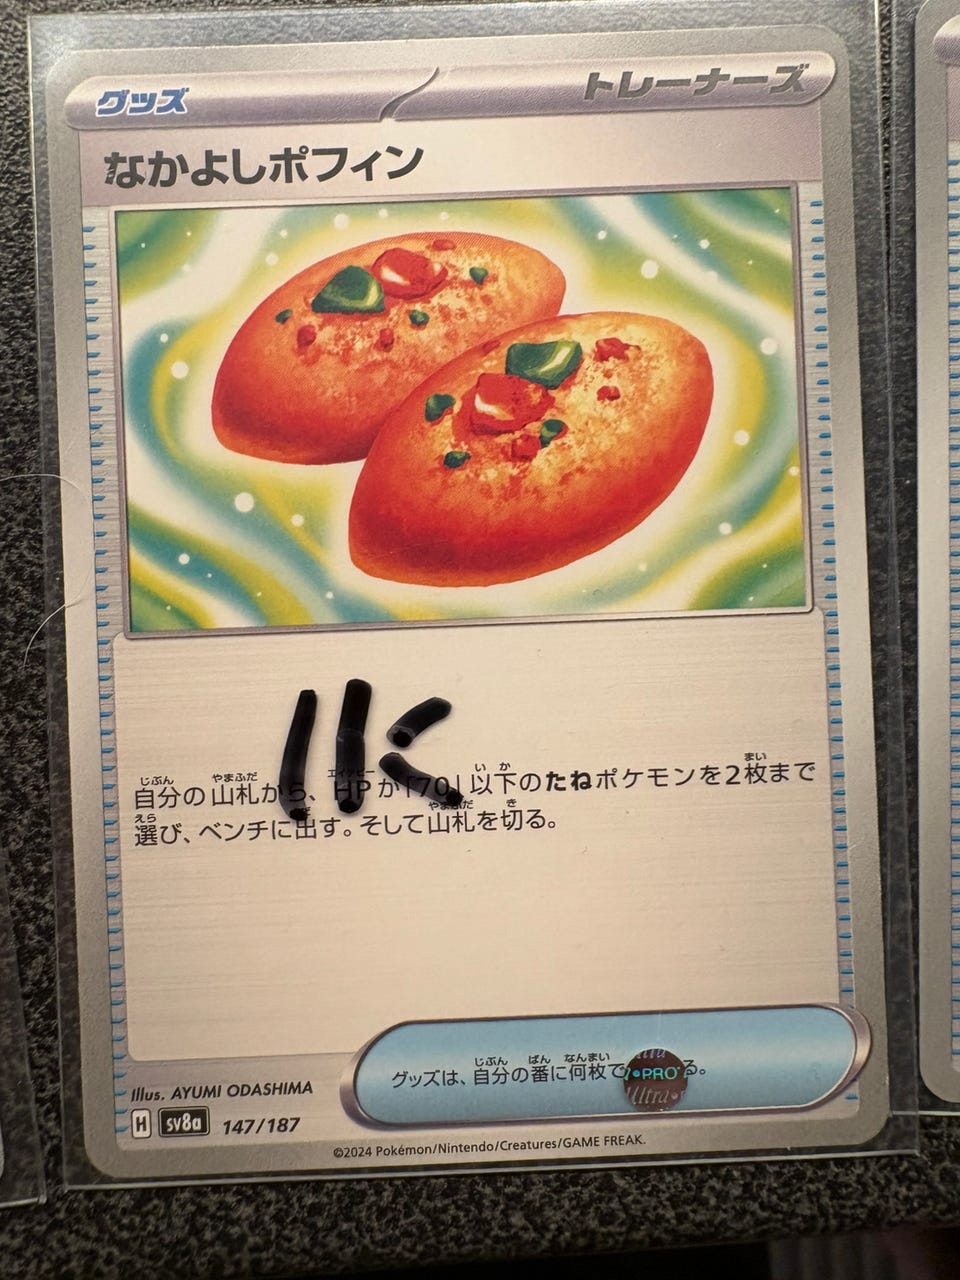 グッズ
トレーナーズ
なかよしポフィン
1K
自分の山札から、HPが「70」以下のたねポケモンを2枚まで
選び、ベンチに出す。そして山札を切る。
グッズは、自分の番に何枚で
る。
PRO
Ultra
Illus. AYUMI ODASHIMA
H
sv8a
147/187
©2024 Pokémon/Nintendo/Creatures/GAME FREAK.